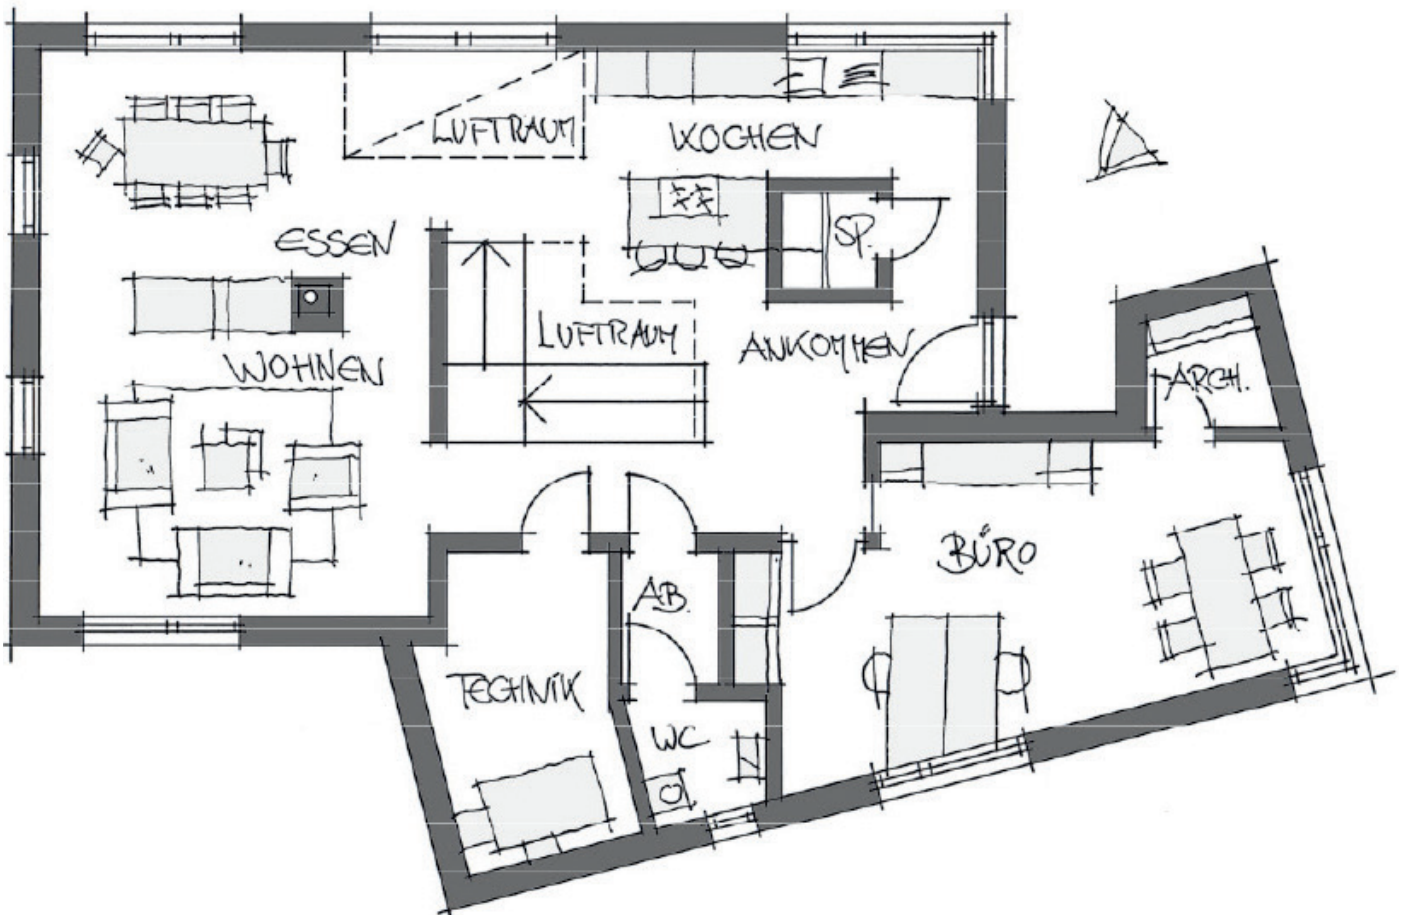 LUFTRAUM
KOCHEN
SP.
ESSEN
LUFTRAUM
ANKOMMEN
WOHNEN
ARCH.
BÜRO
AB.
TECHNIK
WC